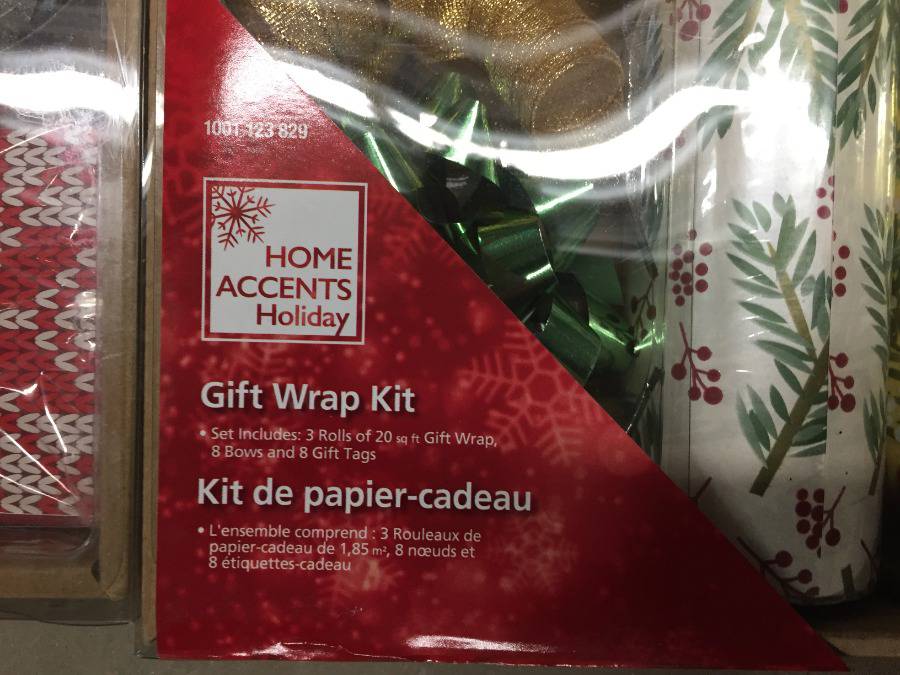 1001 123 829
HOME
ACCENTS
Holiday
Gift Wrap Kit
• Set Includes: 3 Rolls of 20 sq ft Gift Wrap,
8 Bows and 8 Gift Tags
Kit de papier-cadeau
• L'ensemble comprend : 3 Rouleaux de
papier-cadeau de 1,85 m², 8 nœuds et
8 étiquettes-cadeau